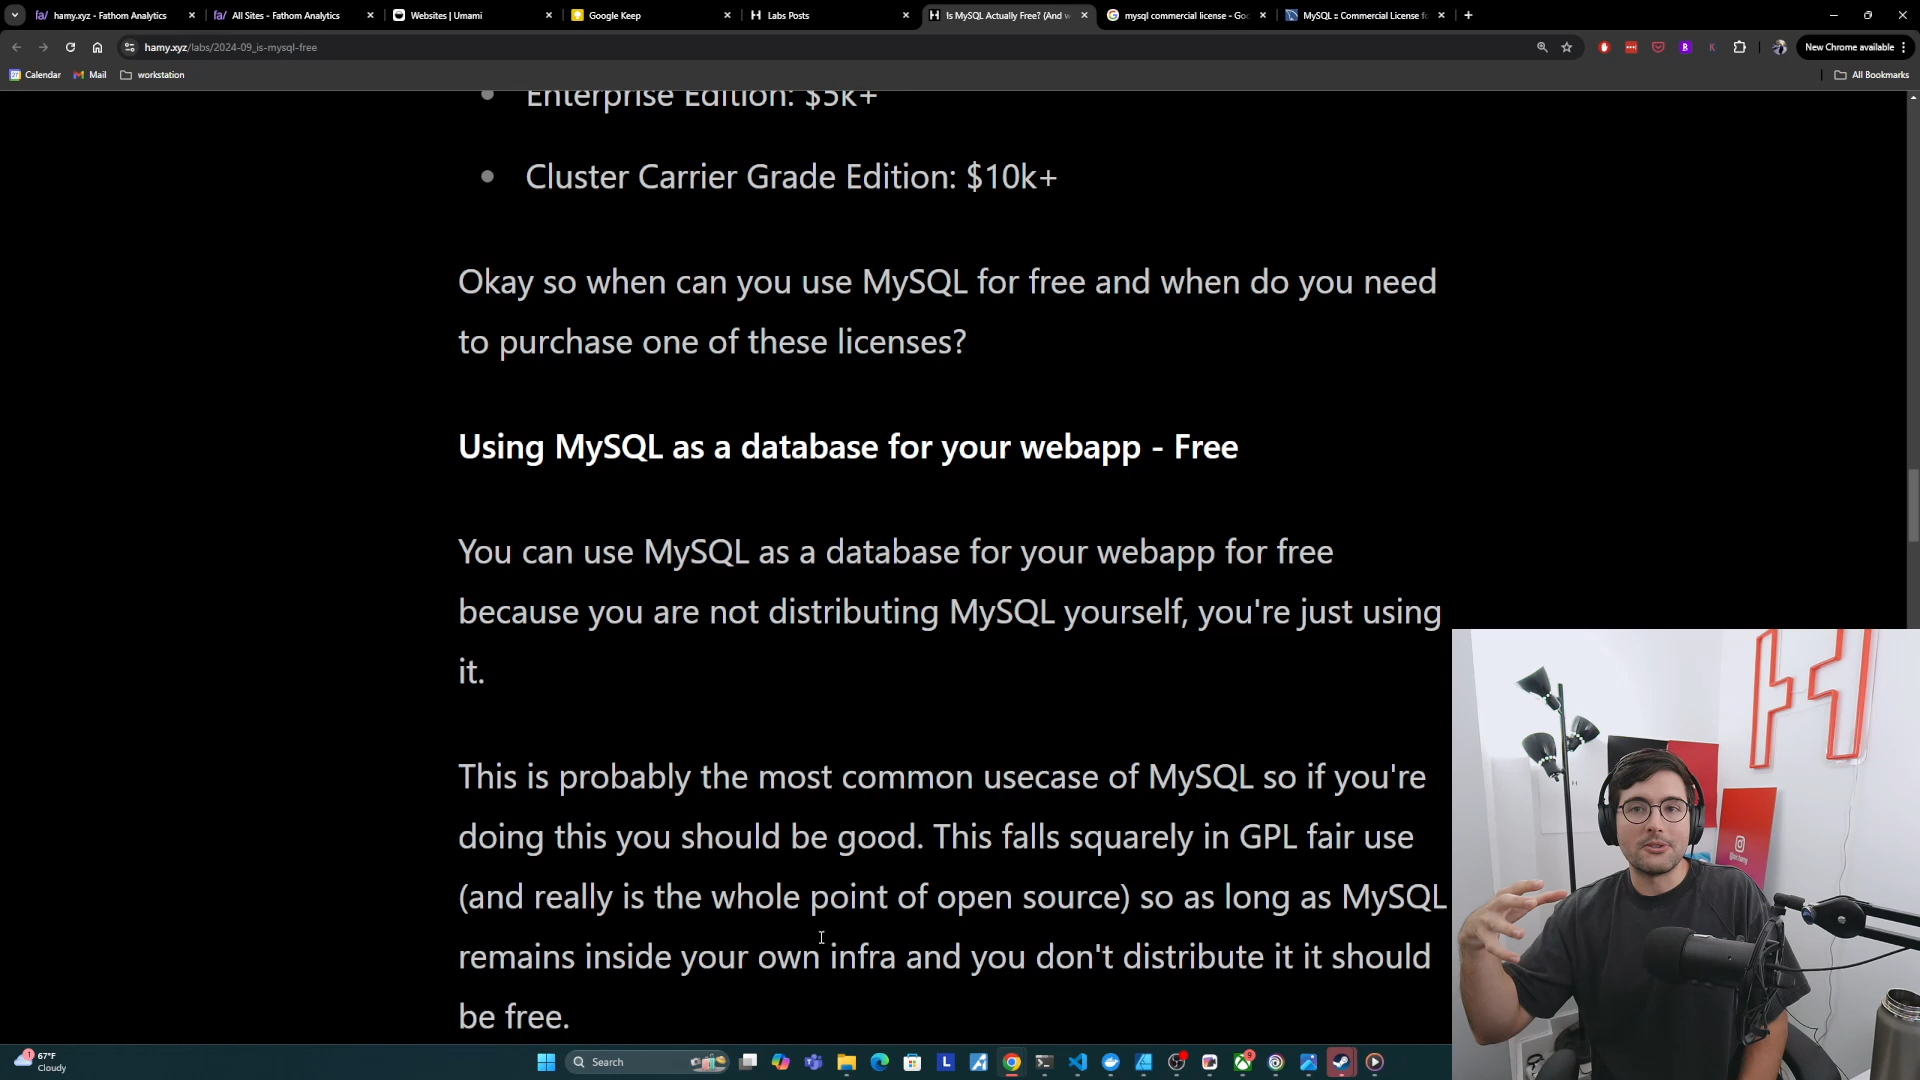 hamy.xyz - Fathom Analytics
All Sites - Fathom Analytics
Websites | Umami
Google Keep
Labs Posts
Is MySQL Actually Free? (And w
mysql commercial license - Goo
MySQL :: Commercial License fo
hamy.xyz/labs/2024-09_is-mysql-free
New Chrome available
Calendar
Mail
workstation
All Bookmarks
Enterprise Edition: $5k+
Cluster Carrier Grade Edition: $10k+
Okay so when can you use MySQL for free and when do you need
to purchase one of these licenses?
Using MySQL as a database for your webapp - Free
You can use MySQL as a database for your webapp for free
because you are not distributing MySQL yourself, you're just using
it.
This is probably the most common usecase of MySQL so if you're
doing this you should be good. This falls squarely in GPL fair use
(and really is the whole point of open source) so as long as MySQL
remains inside your own infra and you don't distribute it it should
be free.
67°F
Cloudy
Search